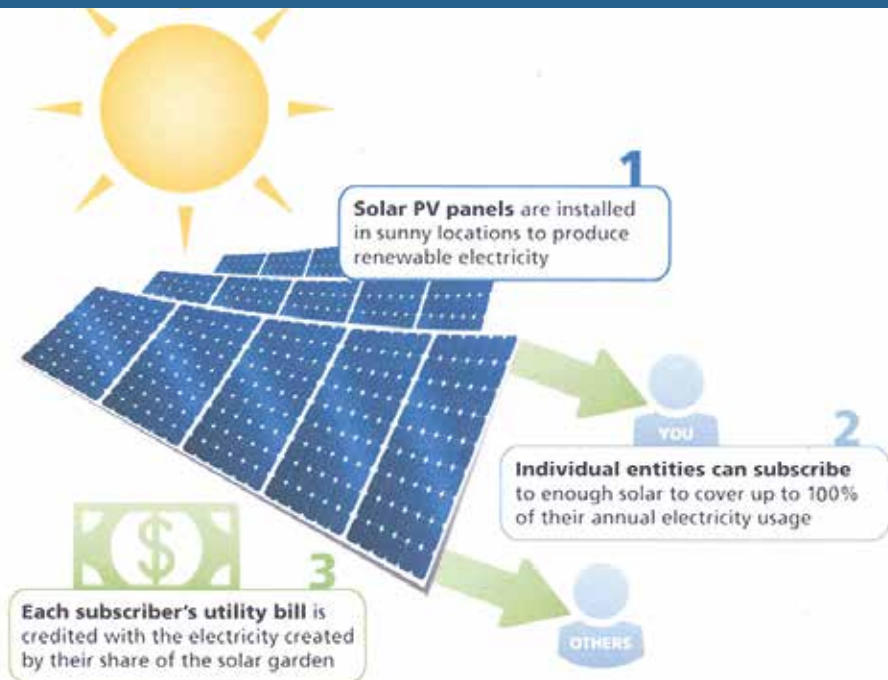 1
Solar PV panels are installed
in sunny locations to produce
renewable electricity
YOU
2
Individual entities can subscribe
to enough solar to cover up to 100%
of their annual electricity usage
$
3
Each subscriber's utility bill is
credited with the electricity created
by their share of the solar garden
OTHERS